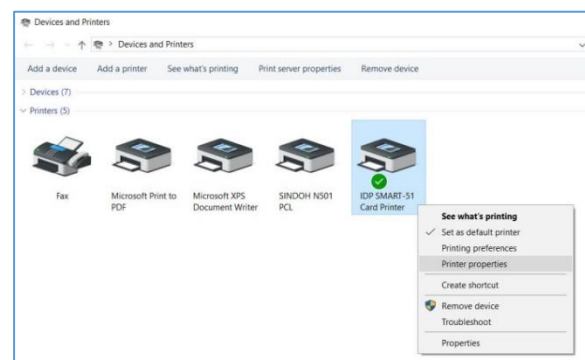 Devices and Printers
Devices and Printers
Add a device Add a printer See what's printing Print server properties Remove device
Devices (7)
Printers (5)
Fax
Microsoft Print to
PDF
Microsoft XPS
Document Writer
SINDOH N501
PCL
IDP SMART-51
Card Printer
See what's printing
Set as default printer
Printing preferences
Printer properties
Create shortcut
Remove device
Troubleshoot
Properties